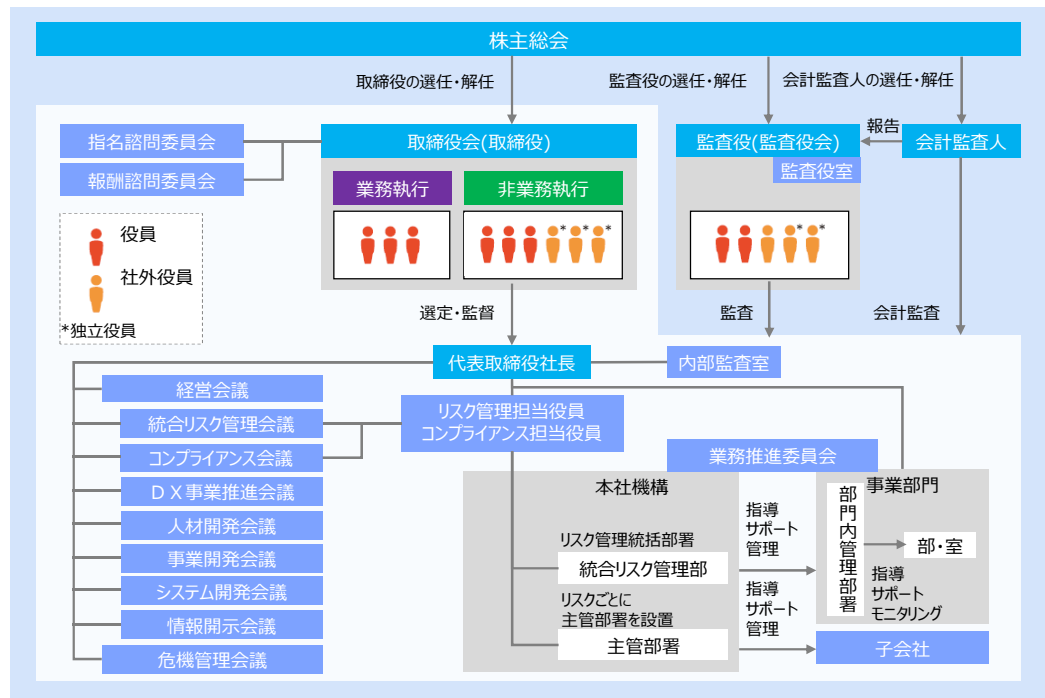 株主総会
取締役の選任・解任
監査役の選任・解任
会計監査人の選任・解任
指名諮問委員会
報酬諮問委員会
取締役会(取締役)
監査役(監査役会)
報告
会計監査人
監査役室
業務執行
非業務執行
* * *
* *
役員
社外役員
*独立役員
選定・監督
監査
会計監査
代表取締役社長
内部監査室
経営会議
統合リスク管理会議
コンプライアンス会議
ＤＸ事業推進会議
人材開発会議
事業開発会議
システム開発会議
情報開示会議
危機管理会議
リスク管理担当役員
コンプライアンス担当役員
業務推進委員会
本社機構
リスク管理統括部署
統合リスク管理部
リスクごとに
主管部署を設置
主管部署
指導
サポート
管理
指導
サポート
管理
事業部門
部門内管理部署
部・室
指導
サポート
モニタリング
子会社